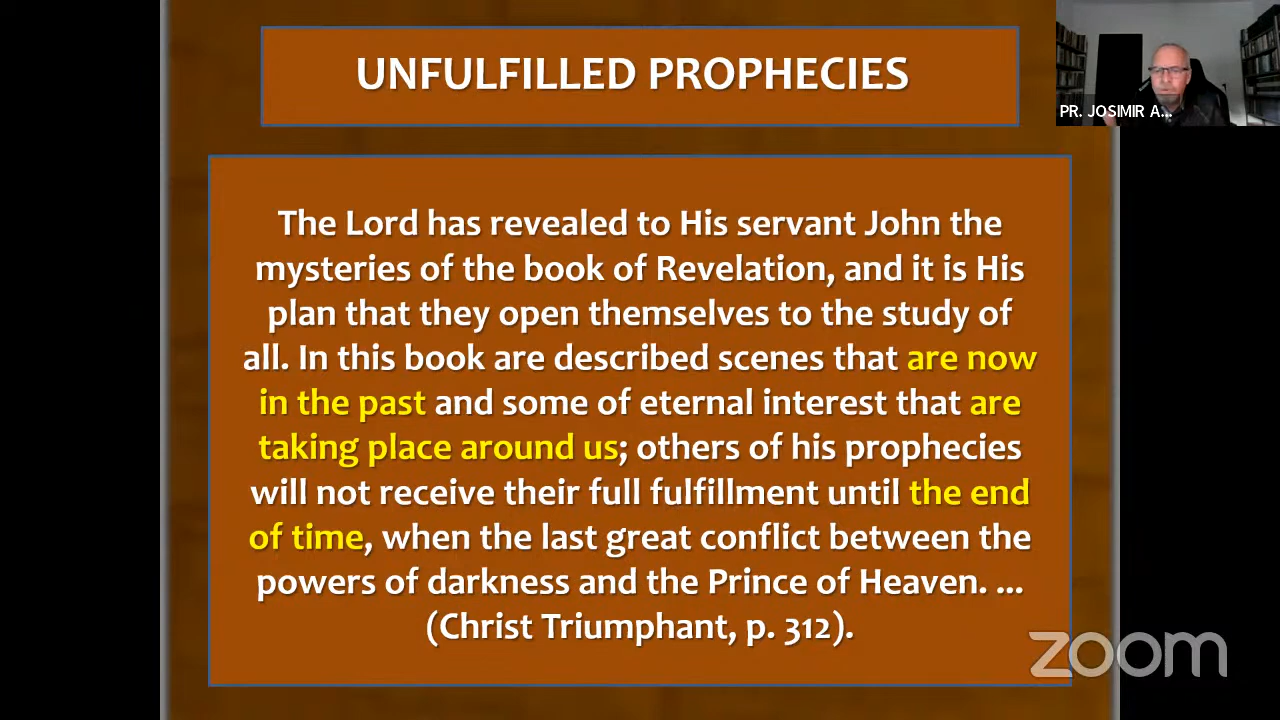 UNFULFILLED PROPHECIES
PR. JOSIMIR A...
The Lord has revealed to His servant John the
mysteries of the book of Revelation, and it is His
plan that they open themselves to the study of
all. In this book are described scenes that are now
in the past and some of eternal interest that are
taking place around us; others of his prophecies
will not receive their full fulfillment until the end
of time, when the last great conflict between the
powers of darkness and the Prince of Heaven. ...
(Christ Triumphant, p. 312).
zoom